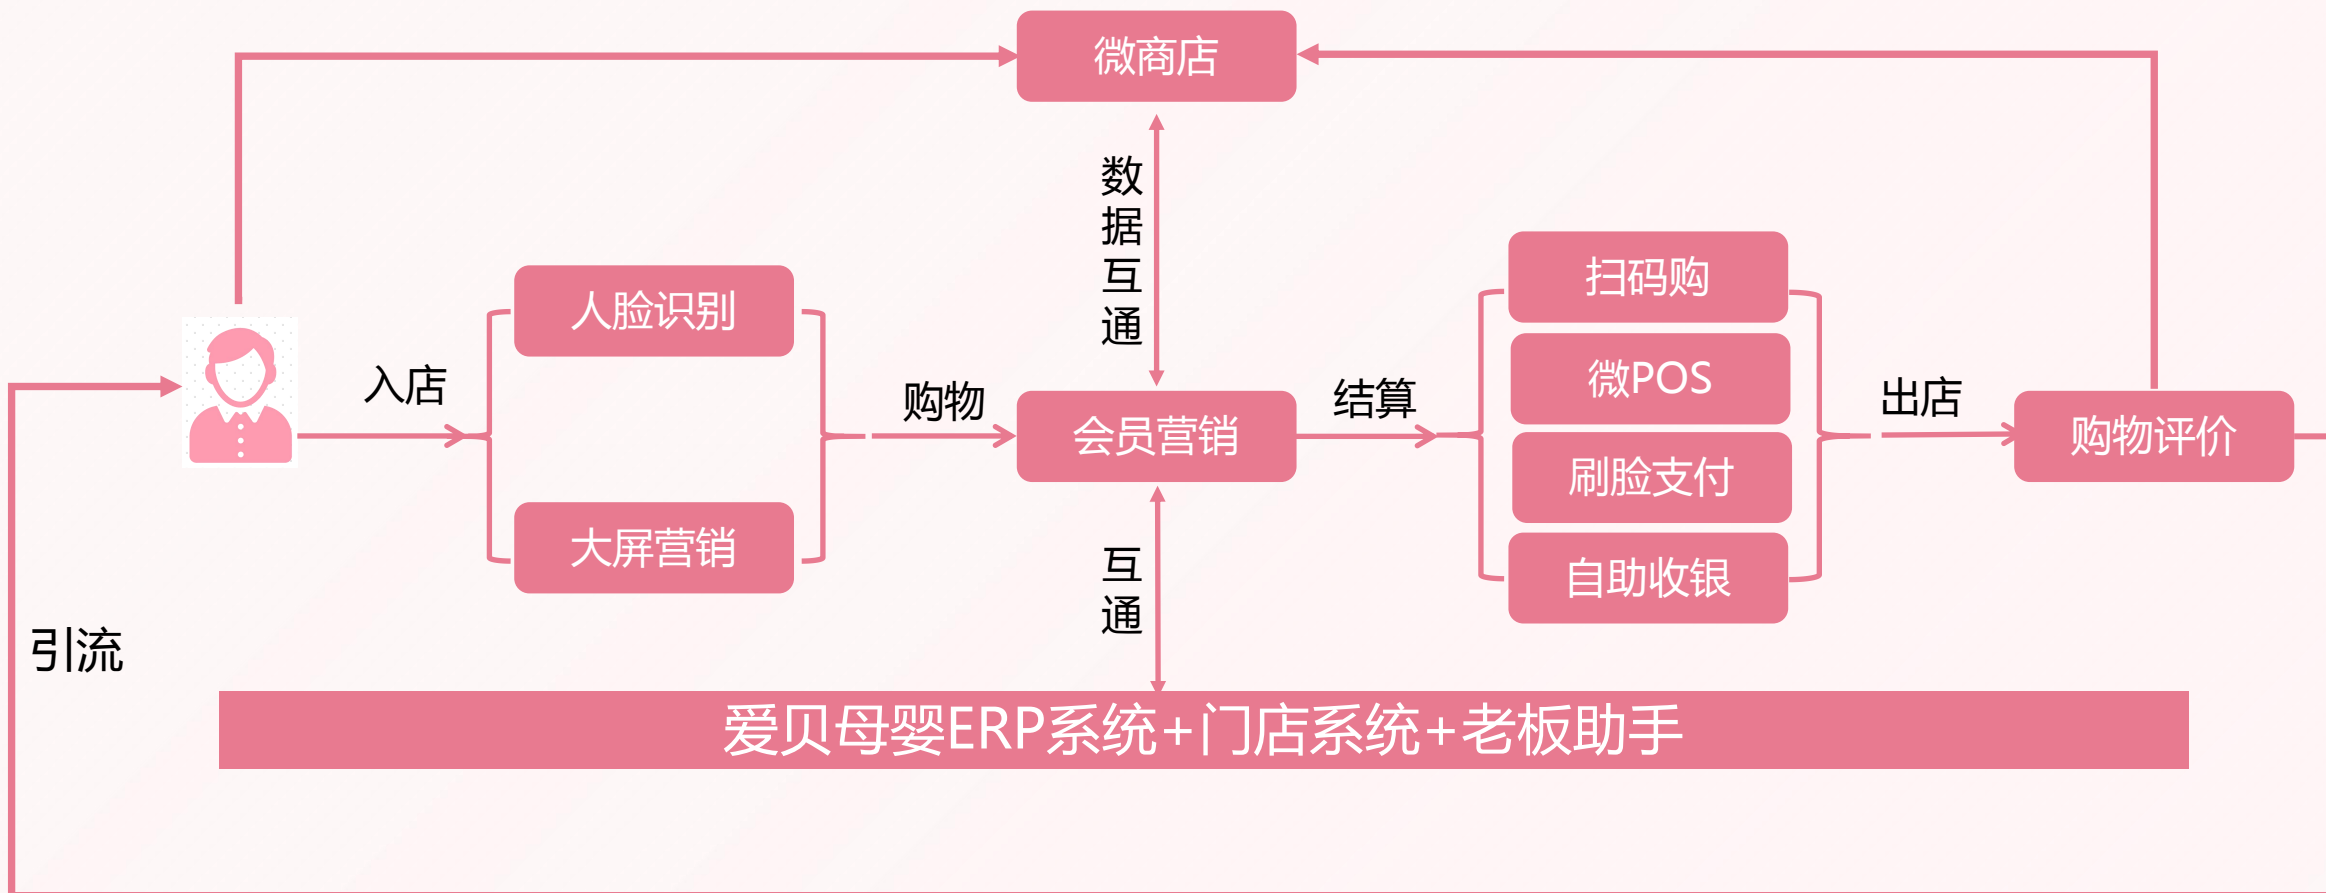 微商店
数据互通
人脸识别
扫码购
微POS
入店
购物
会员营销
结算
出店
购物评价
刷脸支付
大屏营销
自助收银
互通
引流
爱贝母婴ERP系统+门店系统+老板助手